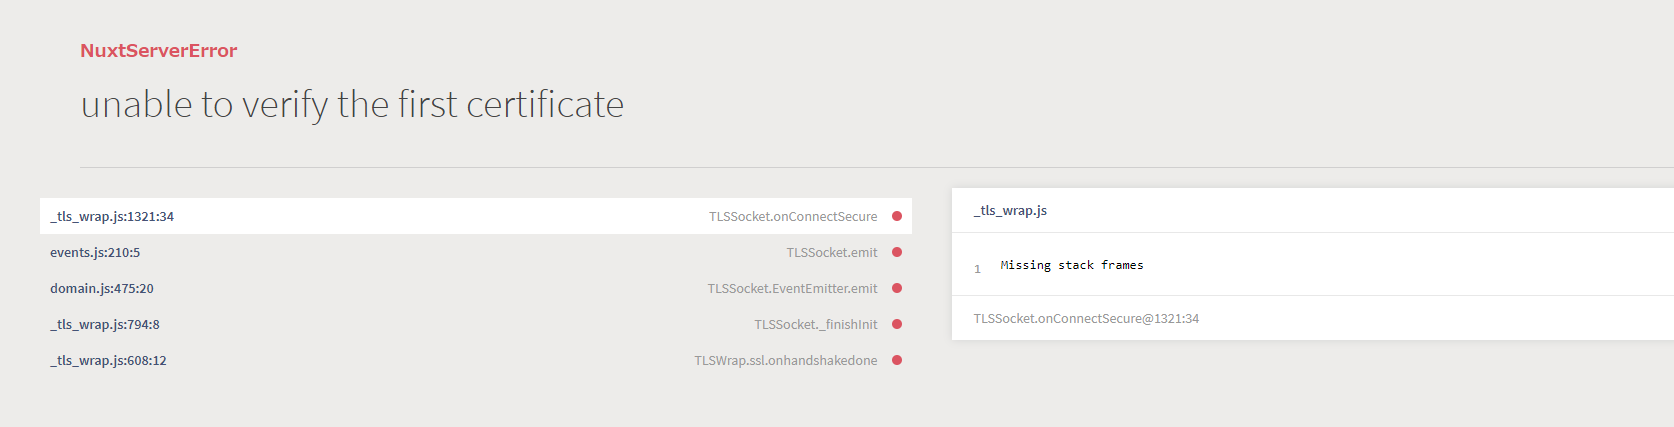 NuxtServerError
unable to verify the first certificate
_tls_wrap.js:1321:34 TLSSocket.onConnectSecure
events.js:210:5 TLSSocket.emit
domain.js:475:20 TLSSocket.EventEmitter.emit
_tls_wrap.js:794:8 TLSSocket._finishInit
_tls_wrap.js:608:12 TLSWrap.ssl.onhandshakedone
_tls_wrap.js
1 Missing stack frames
TLSSocket.onConnectSecure@1321:34